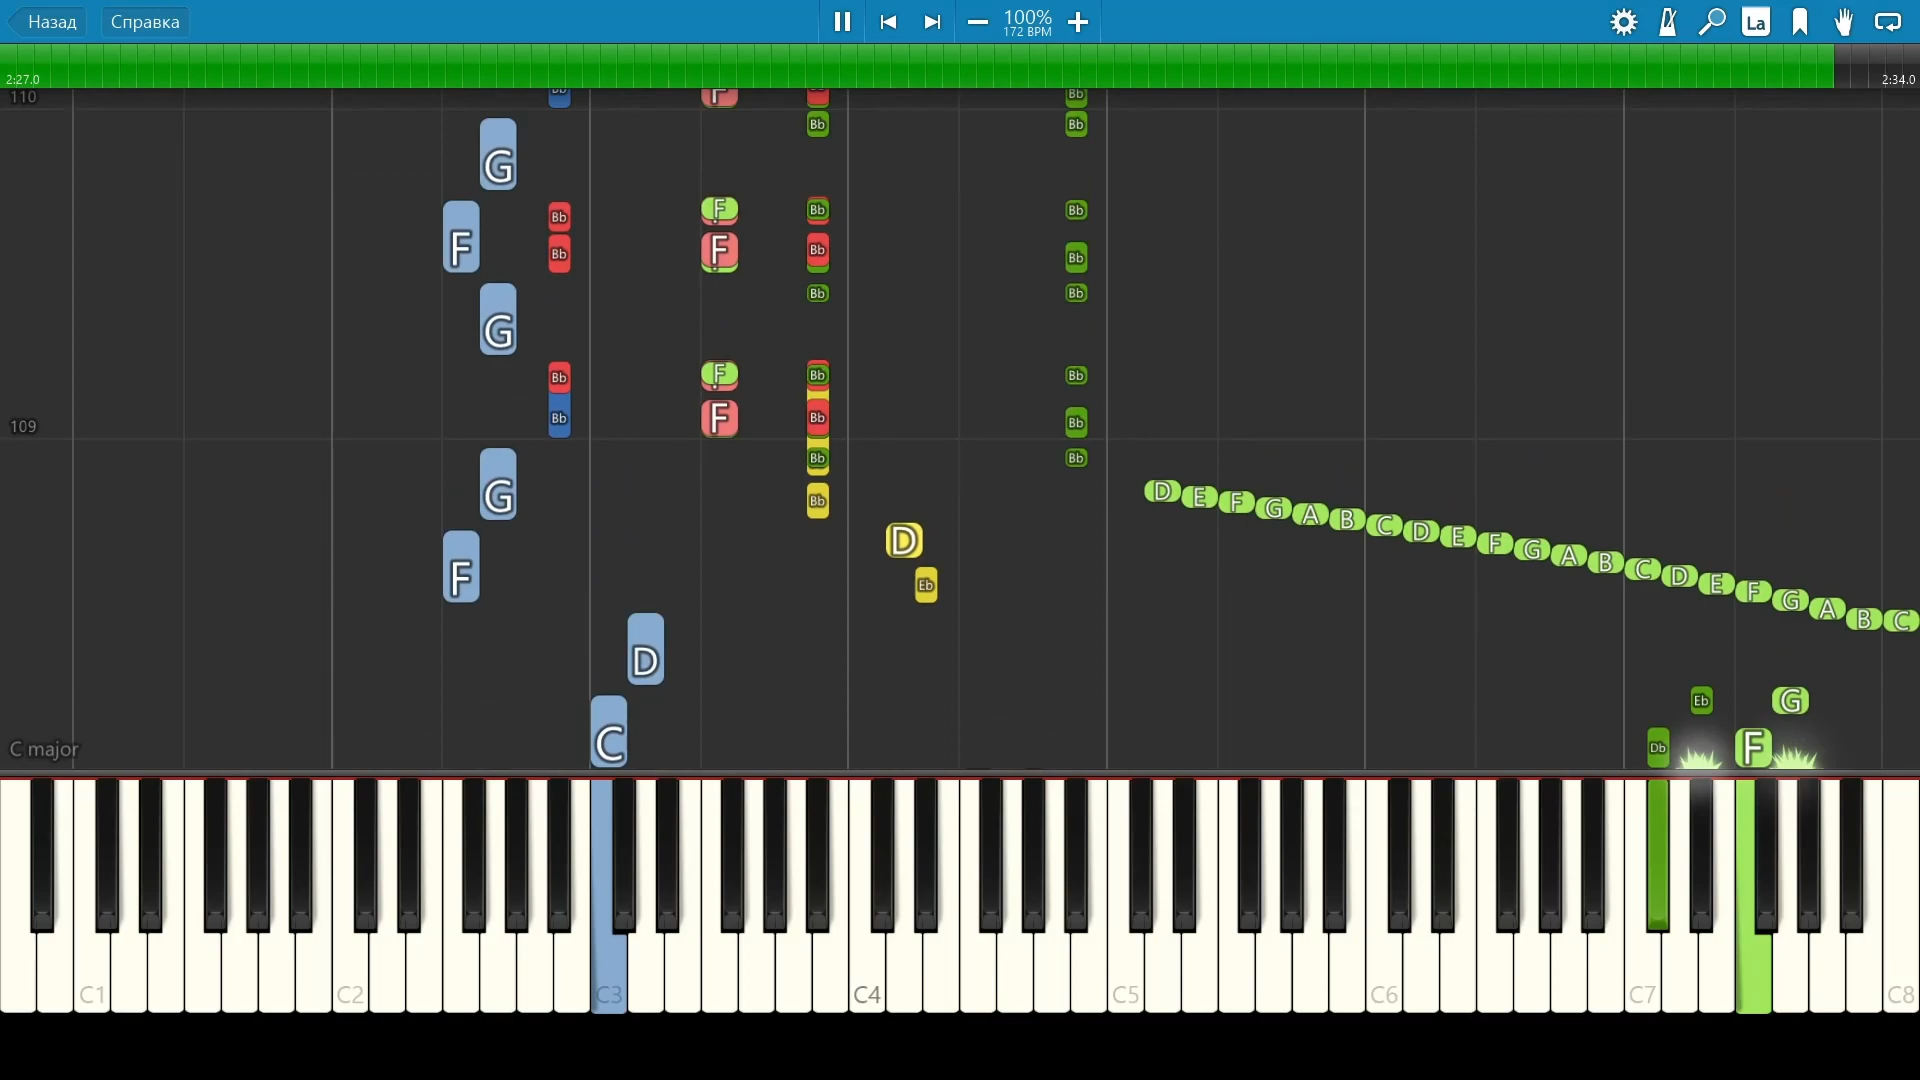 Назад Справка 100% La
172 BPM
2:27.0 2:34.0
110 Bb F Bb
Bb Bb
G
F Bb F Bb Bb
F Bb F Bb Bb
G Bb Bb
Bb F Bb Bb
109 Bb F Bb Bb
Bb Bb
G Bb D E F G A B C D E F G A B C D E F G A B C
D
F Eb
D
Eb G
C major C Db F
C1 C2 C3 C4 C5 C6 C7 C8